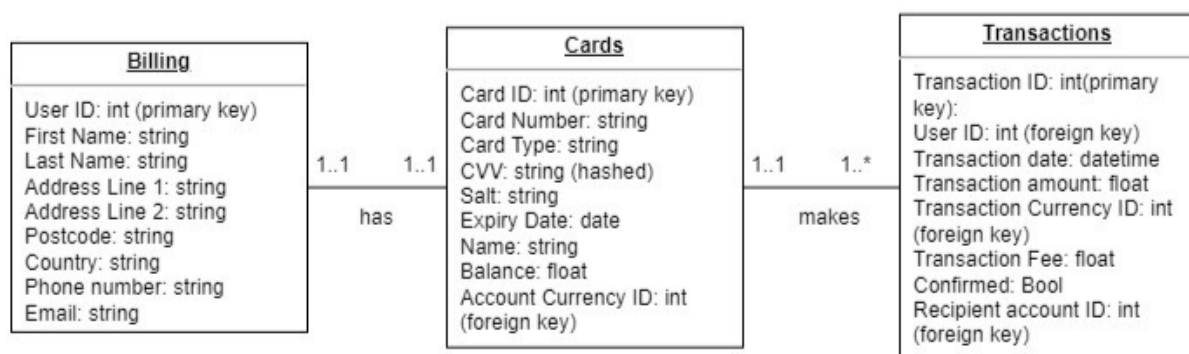 Billing
User ID: int (primary key)
First Name: string
Last Name: string
Address Line 1: string
Address Line 2: string
Postcode: string
Country: string
Phone number: string
Email: string
1..1
1..1
has
Cards
Card ID: int (primary key)
Card Number: string
Card Type: string
CVV: string (hashed)
Salt: string
Expiry Date: date
Name: string
Balance: float
Account Currency ID: int
(foreign key)
1..1
1..*
makes
Transactions
Transaction ID: int(primary
key):
User ID: int (foreign key)
Transaction date: datetime
Transaction amount: float
Transaction Currency ID: int
(foreign key)
Transaction Fee: float
Confirmed: Bool
Recipient account ID: int
(foreign key)